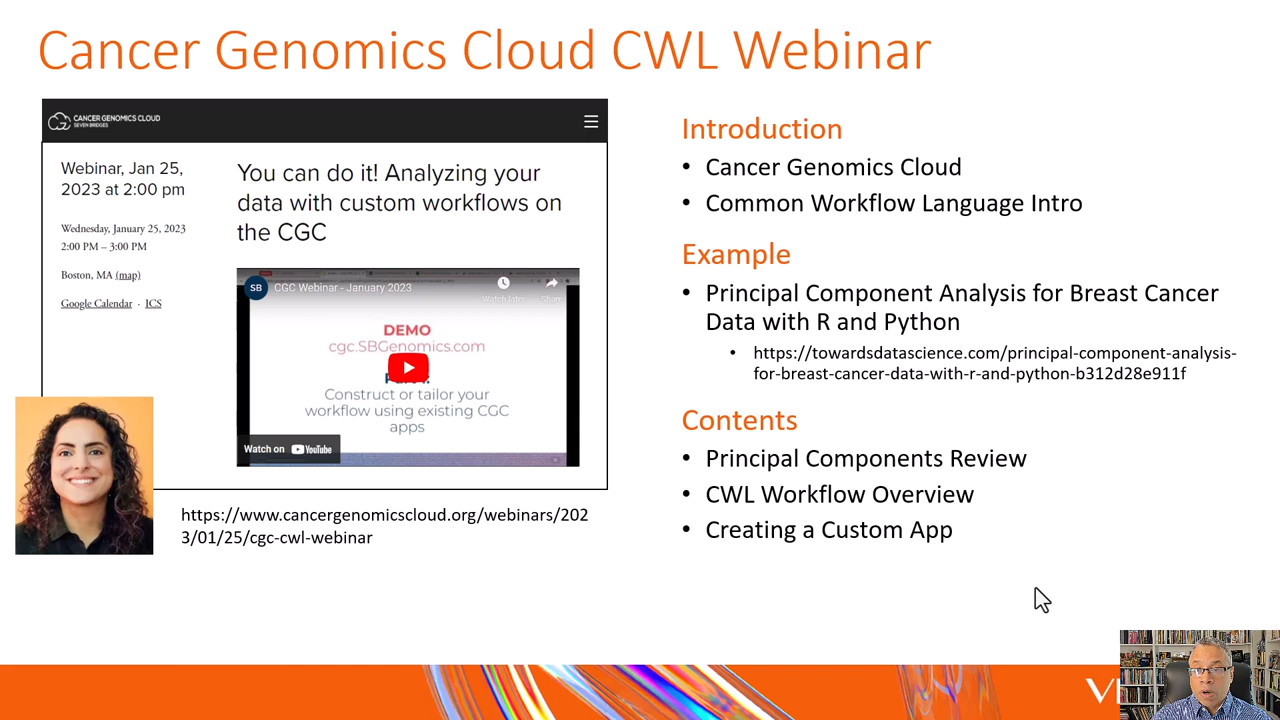 Cancer Genomics Cloud CWL Webinar
CANCER GENOMICS CLOUD
SEVEN BRIDGES
Webinar, Jan 25,
2023 at 2:00 pm
Wednesday, January 25, 2023
2:00 PM – 3:00 PM
Boston, MA (map)
Google Calendar · ICS
You can do it! Analyzing your
data with custom workflows on
the CGC
SB
CGC Webinar - January 2023
Watch later
Share
DEMO
cgc.SBGenomics.com
Construct or tailor your
workflow using existing CGC
apps
Watch on YouTube
https://www.cancergenomicscloud.org/webinars/202
3/01/25/cgc-cwl-webinar
Introduction
• Cancer Genomics Cloud
• Common Workflow Language Intro
Example
• Principal Component Analysis for Breast Cancer
Data with R and Python
• https://towardsdatascience.com/principal-component-analysis-
for-breast-cancer-data-with-r-and-python-b312d28e911f
Contents
• Principal Components Review
• CWL Workflow Overview
• Creating a Custom App